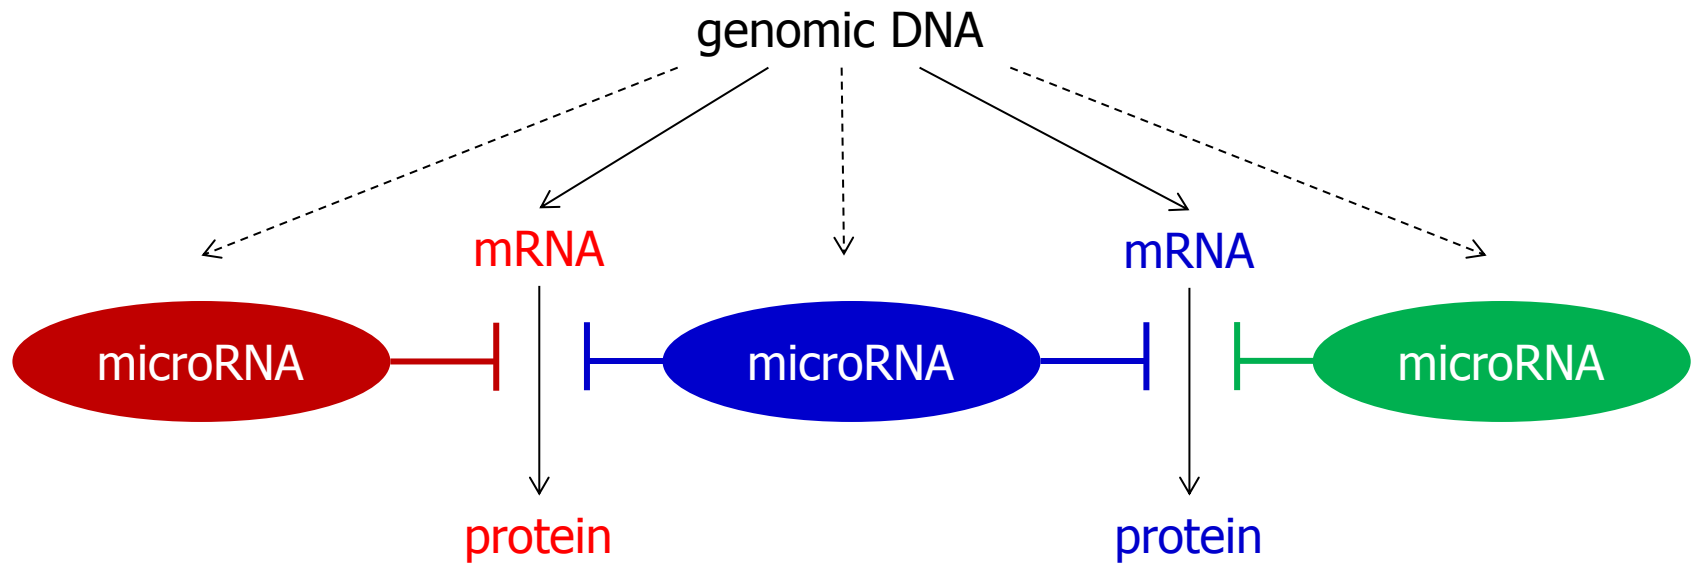 genomic DNA
mRNA
mRNA
microRNA
microRNA
microRNA
protein
protein